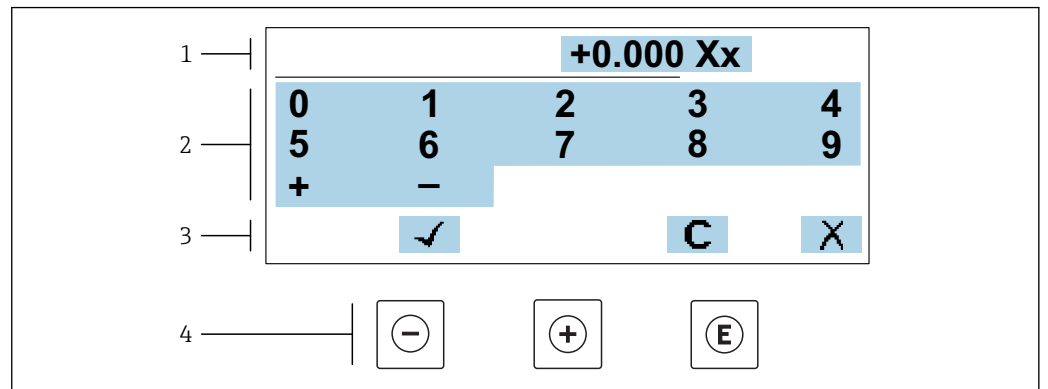 1 +0.000 Xx
0 1 2 3 4
2 5 6 7 8 9
+ −
3 ✓ C X
4 − + E